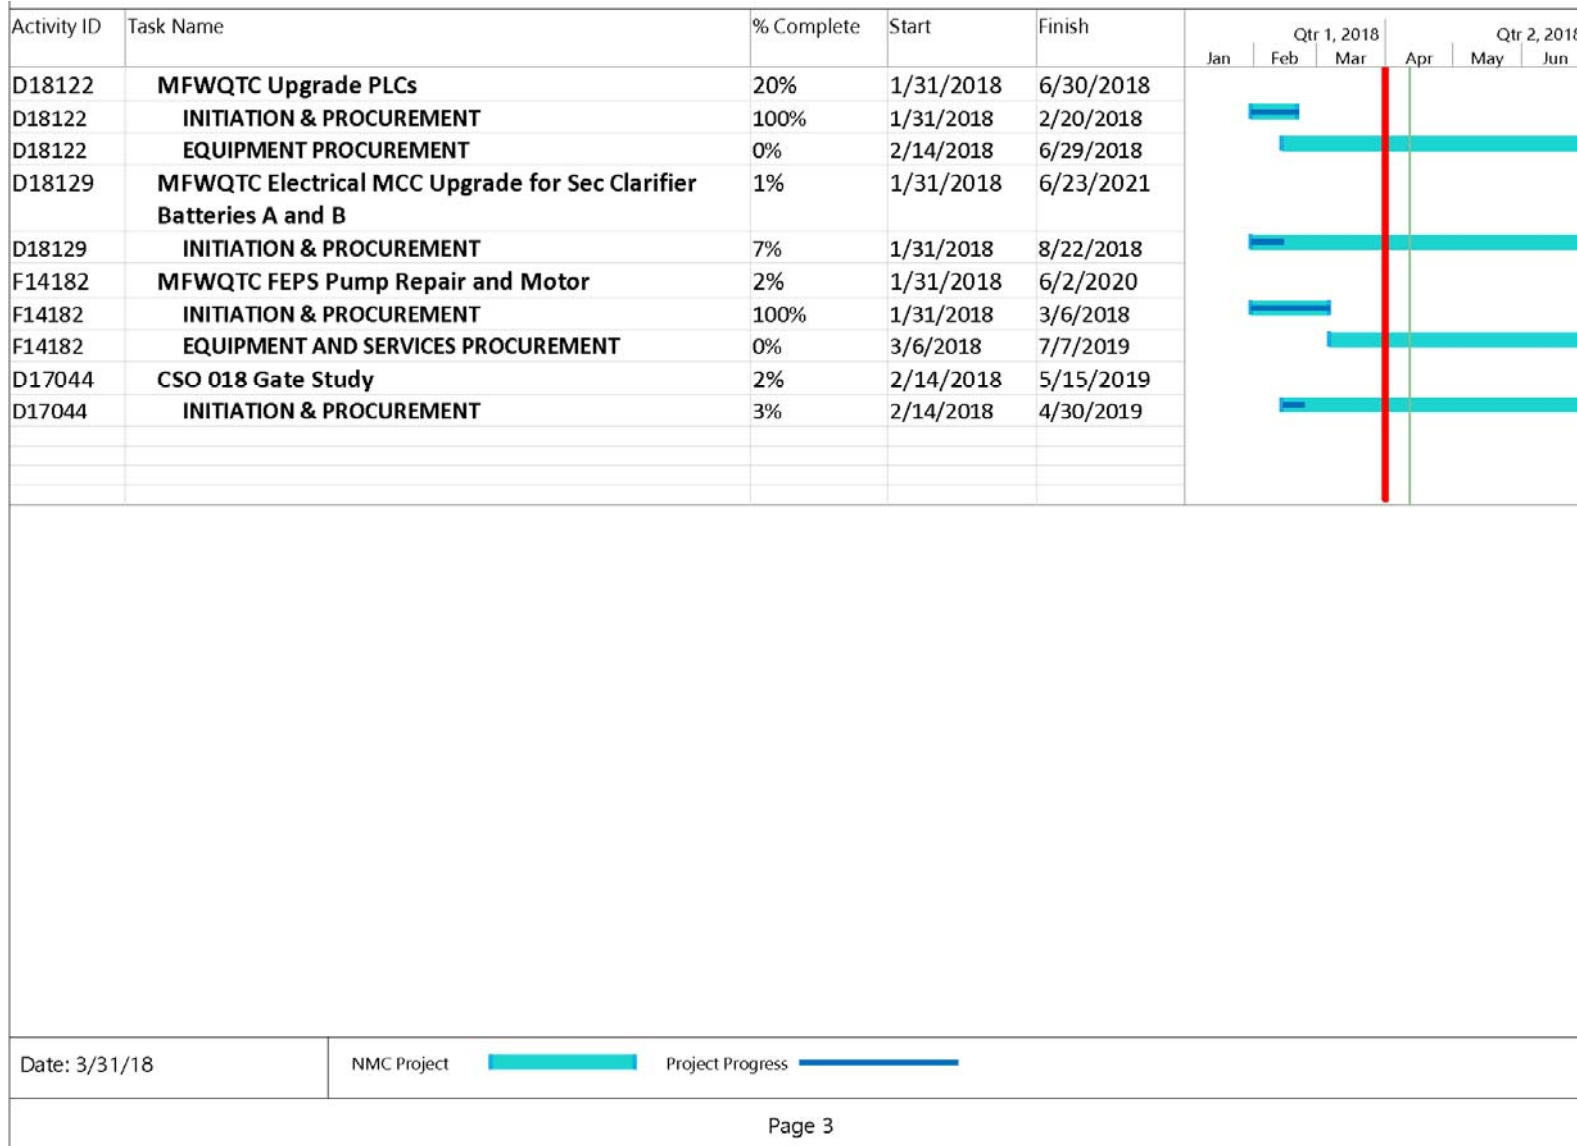 Activity ID Task Name % Complete Start Finish
Qtr 1, 2018 Qtr 2, 2018
Jan Feb Mar Apr May Jun
D18122 MFWQTC Upgrade PLCs 20% 1/31/2018 6/30/2018
D18122 INITIATION & PROCUREMENT 100% 1/31/2018 2/20/2018
D18122 EQUIPMENT PROCUREMENT 0% 2/14/2018 6/29/2018
D18129 MFWQTC Electrical MCC Upgrade for Sec Clarifier 1% 1/31/2018 6/23/2021
Batteries A and B
D18129 INITIATION & PROCUREMENT 7% 1/31/2018 8/22/2018
F14182 MFWQTC FEPS Pump Repair and Motor 2% 1/31/2018 6/2/2020
F14182 INITIATION & PROCUREMENT 100% 1/31/2018 3/6/2018
F14182 EQUIPMENT AND SERVICES PROCUREMENT 0% 3/6/2018 7/7/2019
D17044 CSO 018 Gate Study 2% 2/14/2018 5/15/2019
D17044 INITIATION & PROCUREMENT 3% 2/14/2018 4/30/2019
Date: 3/31/18 NMC Project Project Progress
Page 3